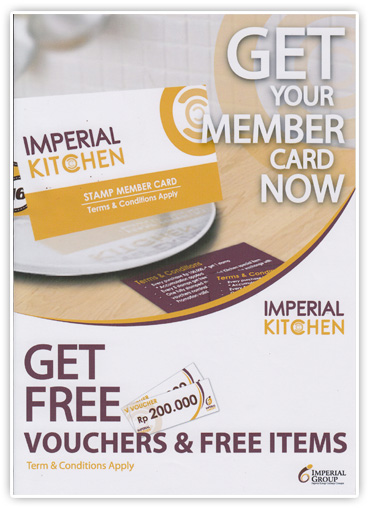 GET
YOUR
MEMBER
CARD
NOW
IMPERIAL
KITCHEN
STAMP MEMBER CARD
Terms & Conditions Apply
Terms & Conditions
Terms & Cond
IMPERIAL
KITCHEN
GET
FREE
VOUCHER
Rp 200.000
VOUCHERS & FREE ITEMS
Term & Conditions Apply
IMPERIAL
GROUP